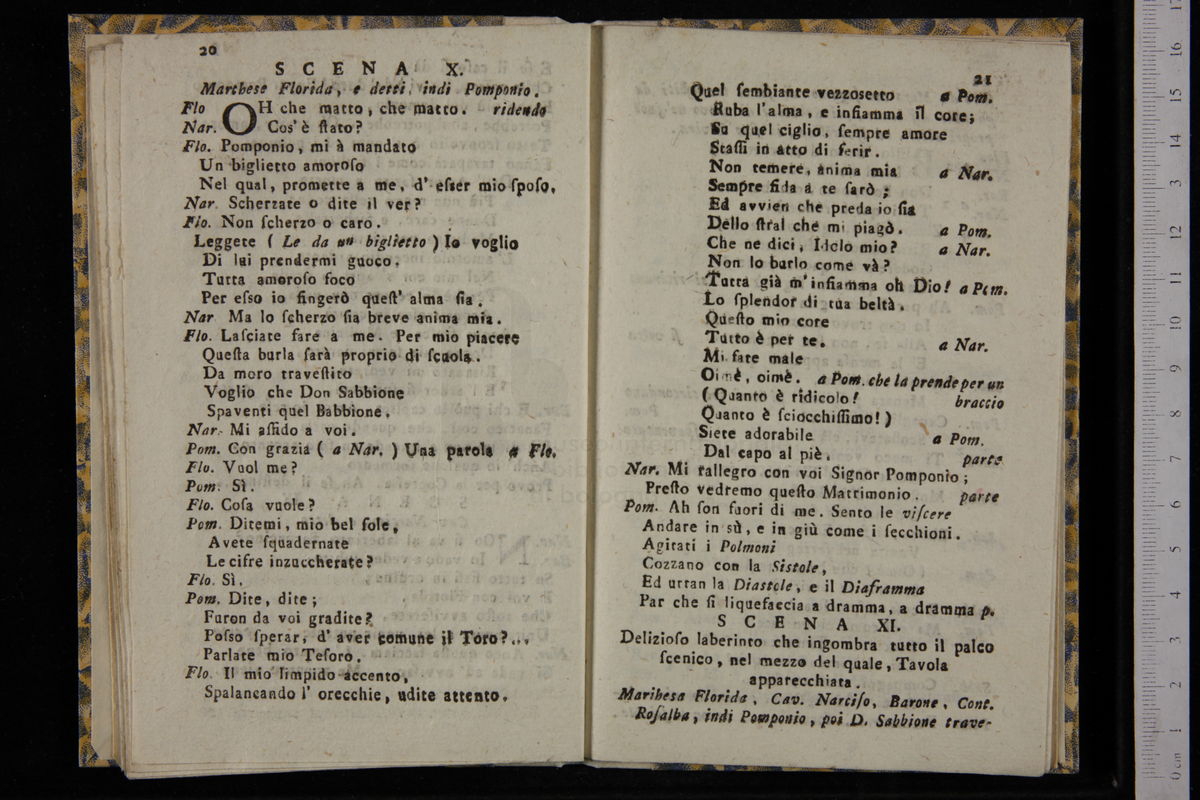 20
SCENA X.
Marchese Florida, e detti, indi Pomponio.
Flo OH che matto, che matto. ridendo
Nar. Cos' è ſtato?
Flo. Pomponio, mi à mandato
Un biglietto amoroſo
Nel qual, promette a me, d' eſser mio ſpoſo,
Nar. Scherzate o dite il ver?
Flo. Non ſcherzo o caro.
Leggete ( Le da un biglietto ) Io voglio
Di lui prendermi guoco,
Tutta amoroſo foco
Per eſso io fingerò queſt' alma ſia.
Nar Ma lo ſcherzo ſia breve anima mia.
Flo. Laſciate fare a me. Per mio piacere
Queſta burla ſarà proprio di ſcuola.
Da moro traveſtito
Voglio che Don Sabbione
Spaventi quel Babbione,
Nar. Mi affido a voi.
Pom. Con grazia ( a Nar. ) Una parola a Flo.
Flo. Vuol me?
Pom. Sì.
Flo. Coſa vuole?
Pom. Ditemi, mio bel ſole,
Avete ſquadernate
Le cifre inzuccherate?
Flo. Sì.
Pom. Dite, dite;
Furon da voi gradite?
Poſso ſperar, d' aver comune il Toro?...
Parlate mio Teſoro.
Flo. Il mio limpido accento,
Spalancando l' orecchie, udite attento.
21
Quel ſembiante vezzosetto a Pom.
Ruba l'alma, e infiamma il core;
Su quel ciglio, ſempre amore
Staſſi in atto di ferir.
Non temere, anima mia a Nar.
Sempre fida a te ſarò;
Ed avvien che preda io ſia
Dello ſtral che mi piagò. a Pom.
Che ne dici, Idolo mio? a Nar.
Non lo burlo come và?
Tutta già m'infiamma oh Dio! a Pom.
Lo ſplendor di tua beltà.
Queſto mio core
Tutto è per te. a Nar.
Mi fate male
Oimè, oimè. a Pom. che la prende per un
(Quanto è ridicolo! braccio
Quanto è ſciocchiſſimo!)
Siete adorabile a Pom.
Dal capo al piè. parte
Nar. Mi rallegro con voi Signor Pomponio;
Preſto vedremo queſto Matrimonio. parte
Pom. Ah ſon fuori di me. Sento le viſcere
Andare in sù, e in giù come i ſecchioni.
Agitati i Polmoni
Cozzano con la Siſtole,
Ed urtan la Diaſtole, e il Diaframma
Par che ſi liquefaccia a dramma, a dramma p.
SCENA XI.
Delizioſo laberinto che ingombra tutto il palco
ſcenico, nel mezzo del quale, Tavola
apparecchiata.
Marihesa Florida, Cav. Narciſo, Barone, Cont.
Roſalba, indi Pomponio, poi D. Sabbione trave-